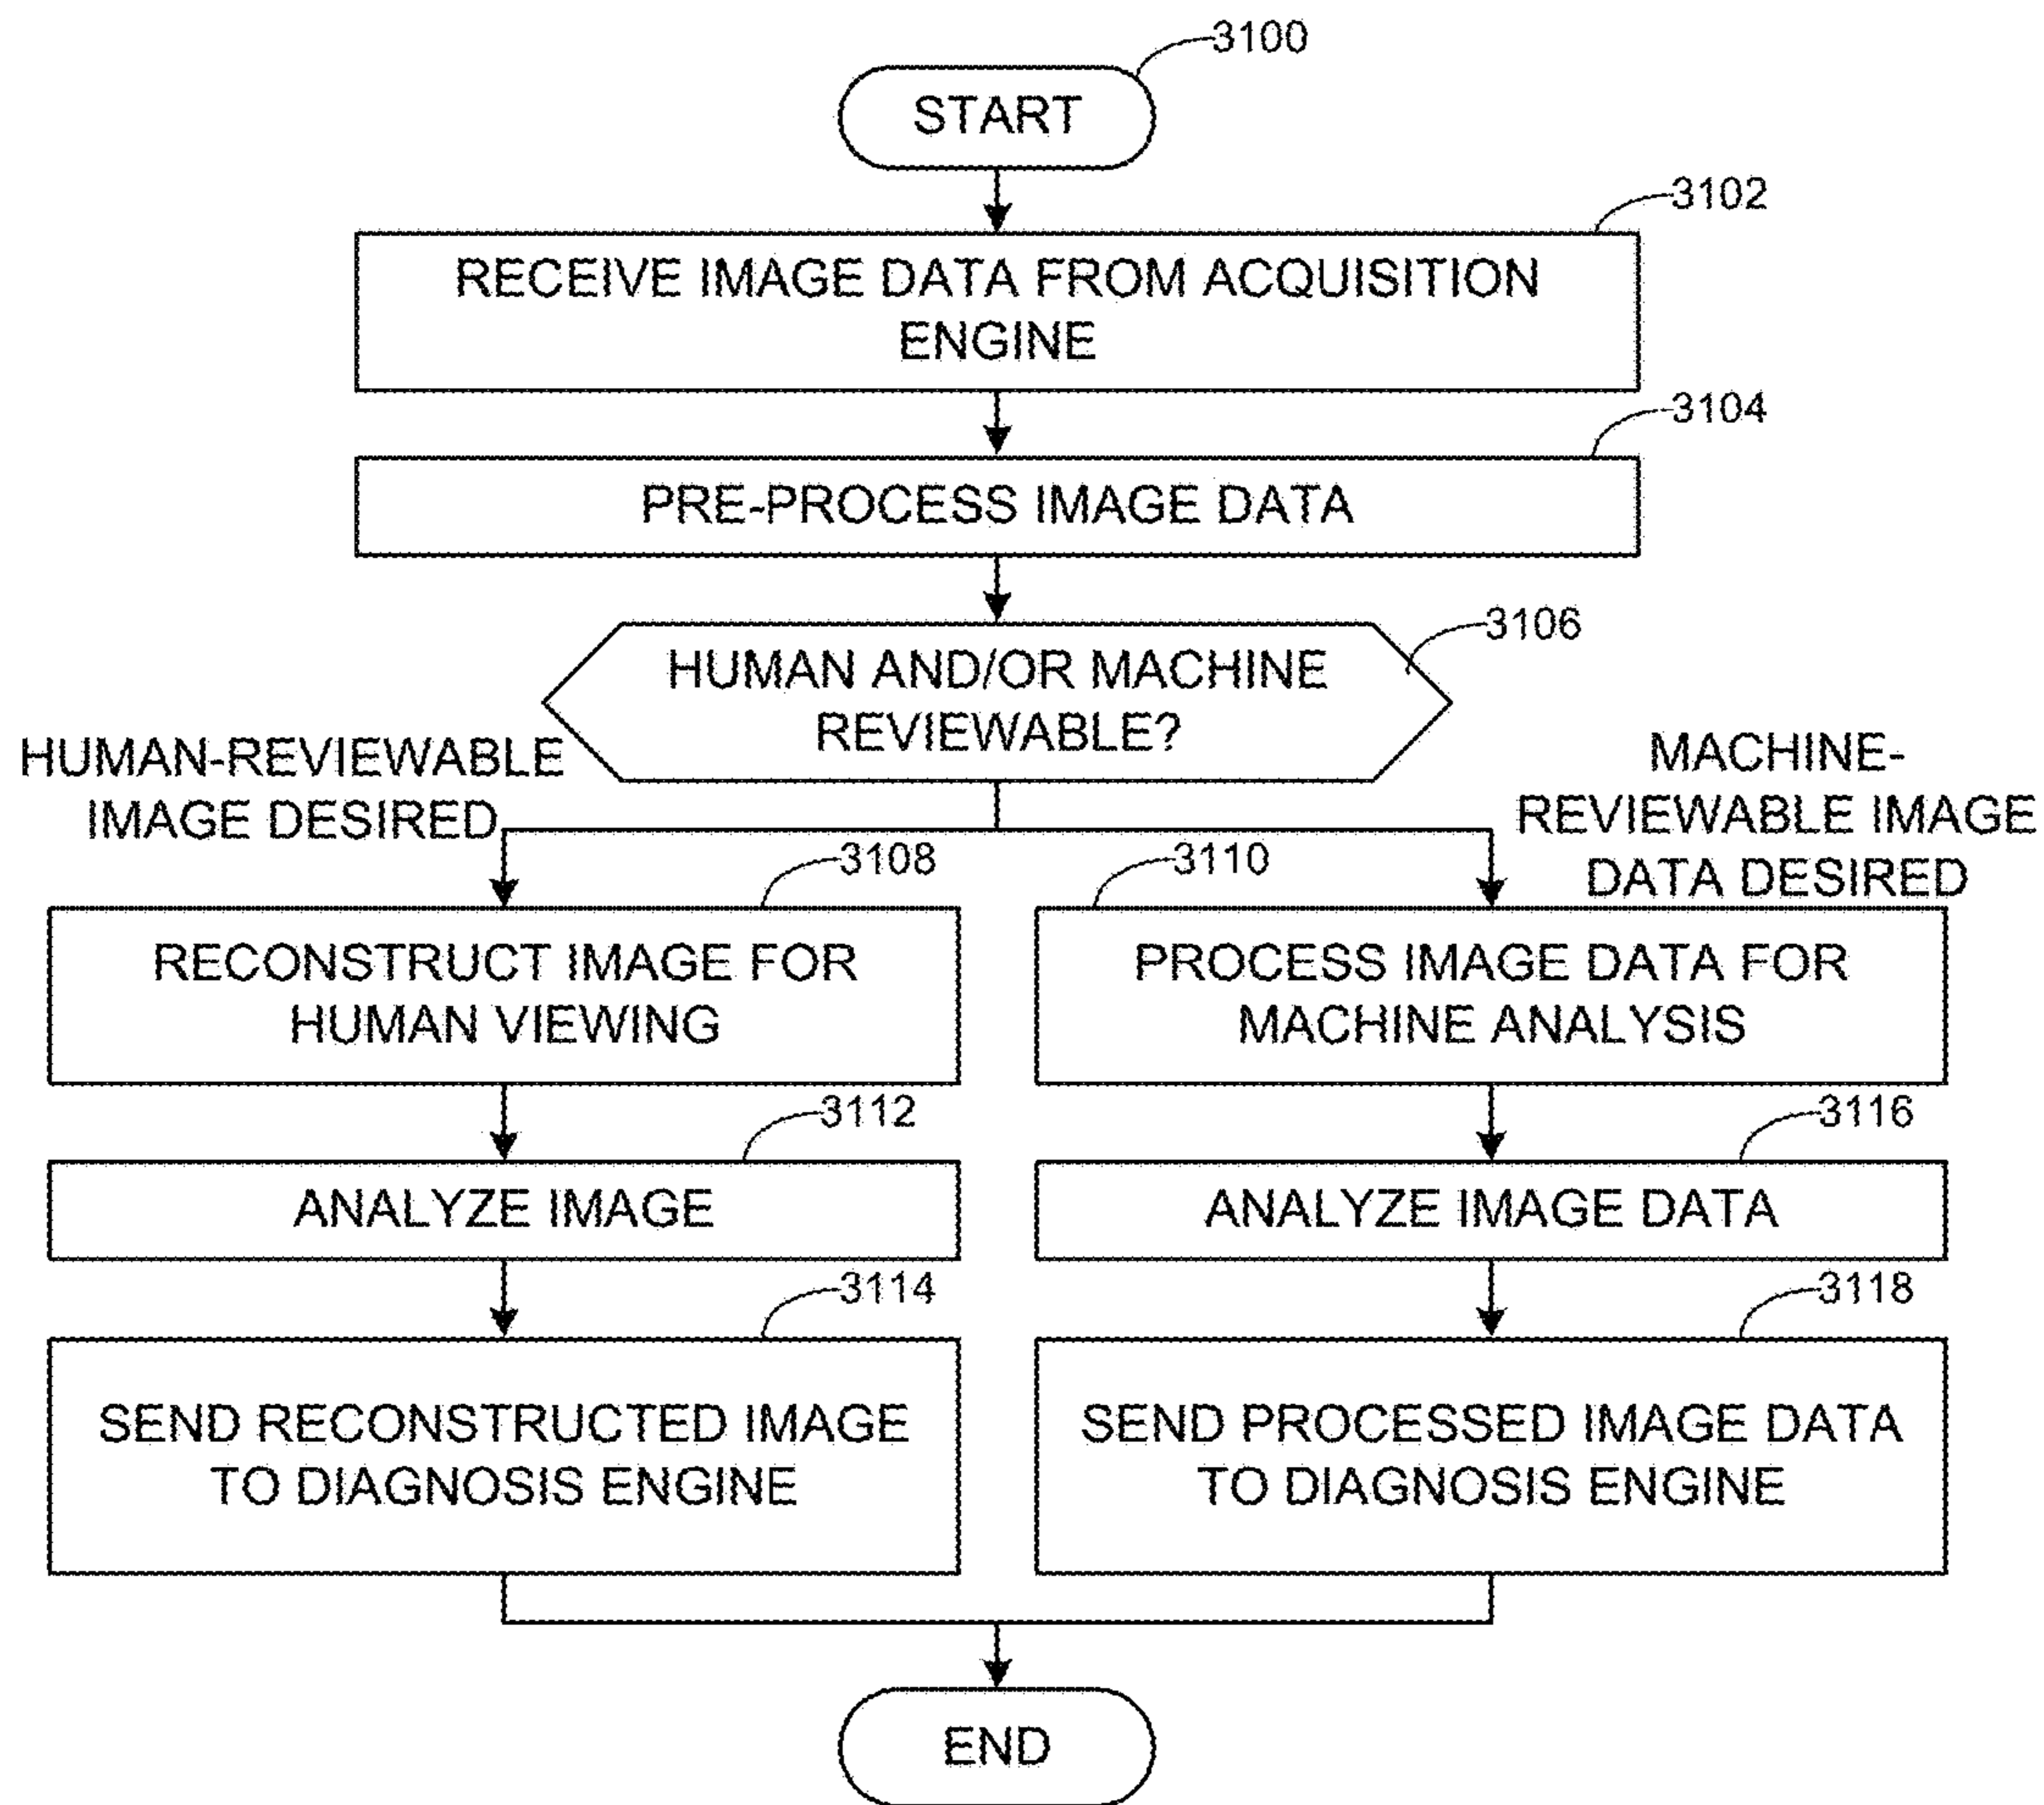 3100
START
3102
RECEIVE IMAGE DATA FROM ACQUISITION
ENGINE
3104
PRE-PROCESS IMAGE DATA
3106
HUMAN AND/OR MACHINE
REVIEWABLE?
HUMAN-REVIEWABLE
IMAGE DESIRED
MACHINE-
REVIEWABLE IMAGE
DATA DESIRED
3108
RECONSTRUCT IMAGE FOR
HUMAN VIEWING
3110
PROCESS IMAGE DATA FOR
MACHINE ANALYSIS
3112
ANALYZE IMAGE
3116
ANALYZE IMAGE DATA
3114
SEND RECONSTRUCTED IMAGE
TO DIAGNOSIS ENGINE
3118
SEND PROCESSED IMAGE DATA
TO DIAGNOSIS ENGINE
END